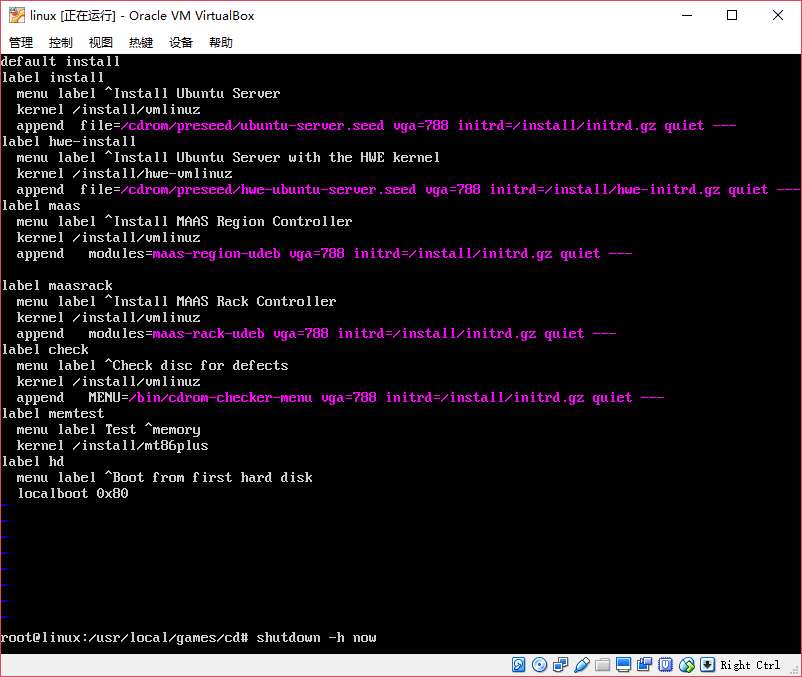 linux [正在运行] - Oracle VM VirtualBox
管理 控制 视图 热键 设备 帮助
default install
label install
  menu label ^Install Ubuntu Server
  kernel /install/vmlinuz
  append  file=/cdrom/preseed/ubuntu-server.seed vga=788 initrd=/install/initrd.gz quiet ---
label hwe-install
  menu label ^Install Ubuntu Server with the HWE kernel
  kernel /install/hwe-vmlinuz
  append  file=/cdrom/preseed/hwe-ubuntu-server.seed vga=788 initrd=/install/hwe-initrd.gz quiet ---
label maas
  menu label ^Install MAAS Region Controller
  kernel /install/vmlinuz
  append   modules=maas-region-udeb vga=788 initrd=/install/initrd.gz quiet ---
label maasrack
  menu label ^Install MAAS Rack Controller
  kernel /install/vmlinuz
  append   modules=maas-rack-udeb vga=788 initrd=/install/initrd.gz quiet ---
label check
  menu label ^Check disc for defects
  kernel /install/vmlinuz
  append   MENU=/bin/cdrom-checker-menu vga=788 initrd=/install/initrd.gz quiet ---
label memtest
  menu label Test ^memory
  kernel /install/mt86plus
label hd
  menu label ^Boot from first hard disk
  localboot 0x80
~
~
~
~
~
~
~
~
root@linux:/usr/local/games/cd# shutdown -h now
Right Ctrl